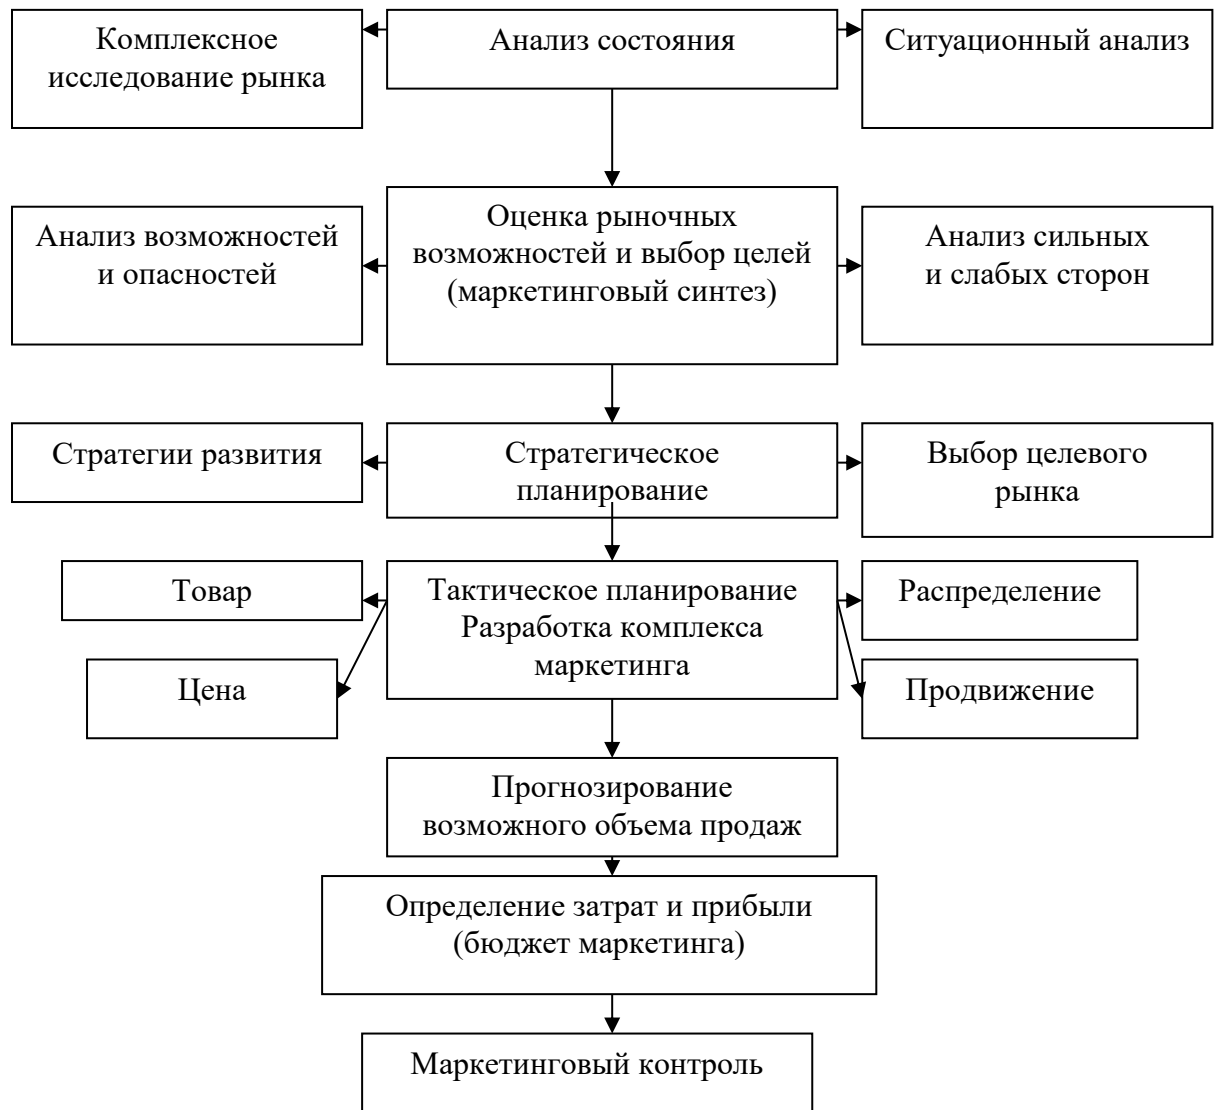 Комплексное
исследование рынка
Анализ состояния
Ситуационный анализ
Анализ возможностей
и опасностей
Оценка рыночных
возможностей и выбор целей
(маркетинговый синтез)
Анализ сильных
и слабых сторон
Стратегии развития
Стратегическое
планирование
Выбор целевого
рынка
Товар
Тактическое планирование
Разработка комплекса
маркетинга
Распределение
Цена
Продвижение
Прогнозирование
возможного объема продаж
Определение затрат и прибыли
(бюджет маркетинга)
Маркетинговый контроль